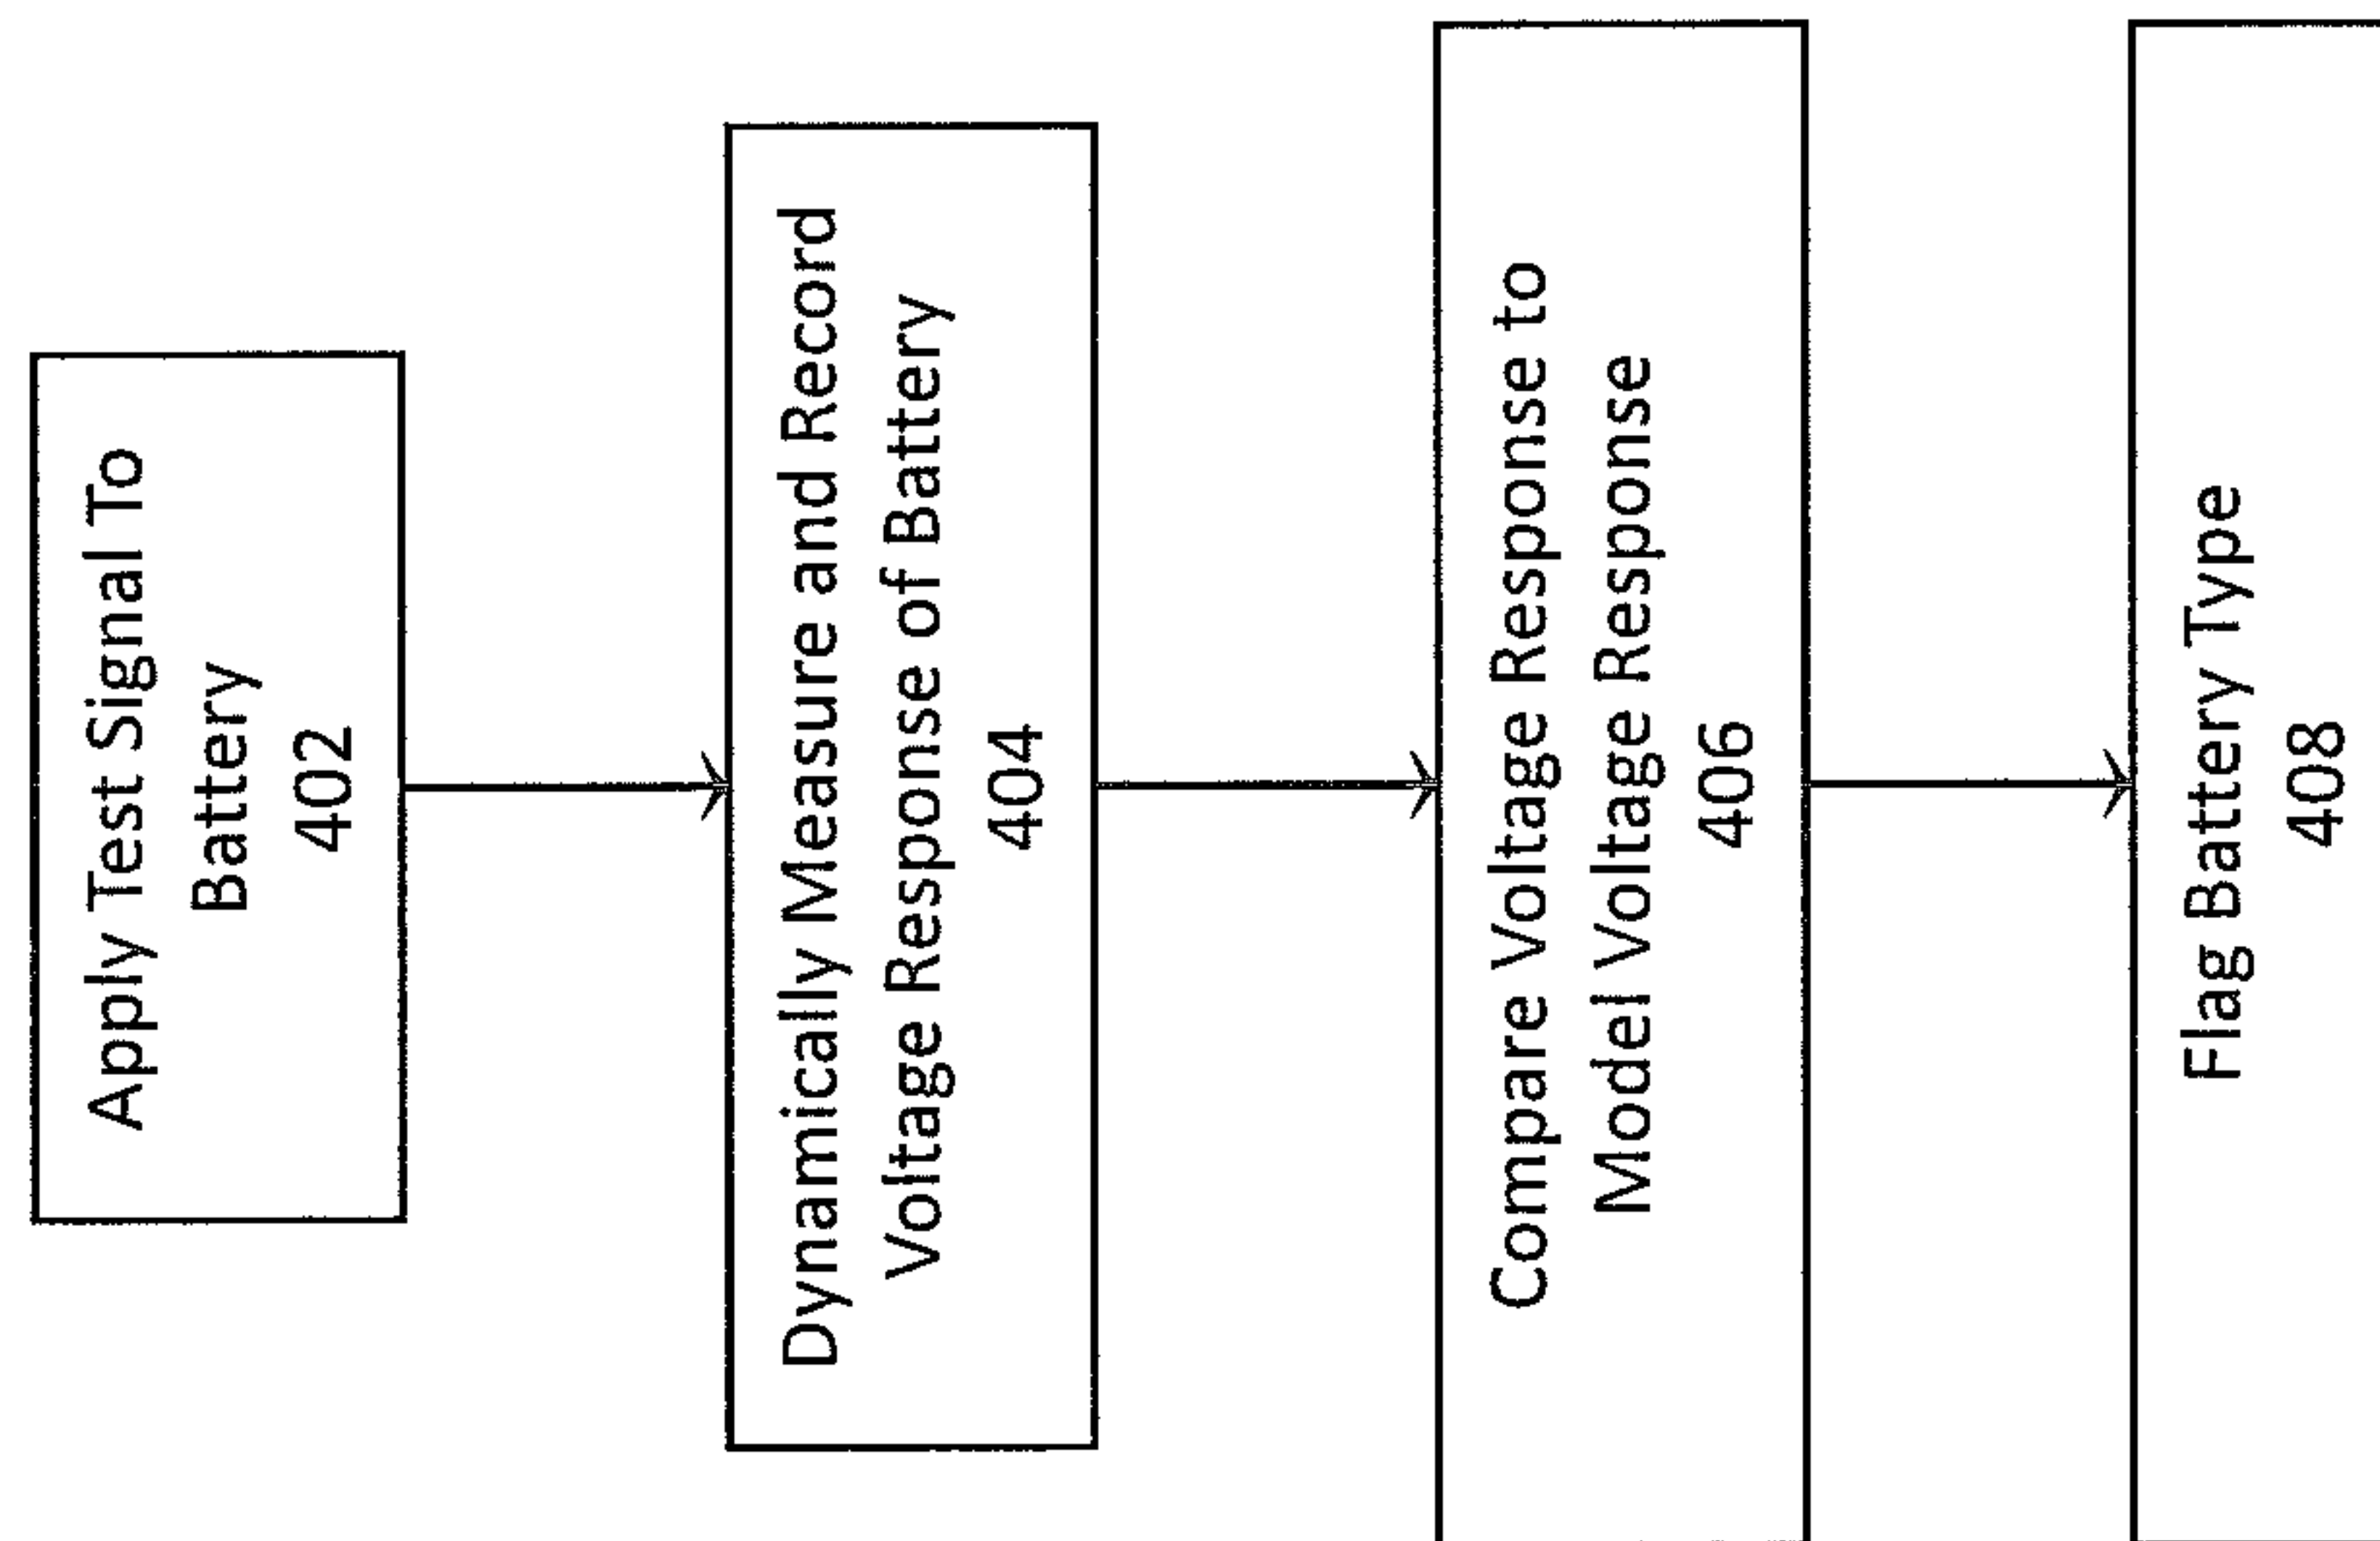 Apply Test Signal To
Battery
402
Dynamically Measure and Record
Voltage Response of Battery
404
Compare Voltage Response to
Model Voltage Response
406
Flag Battery Type
408